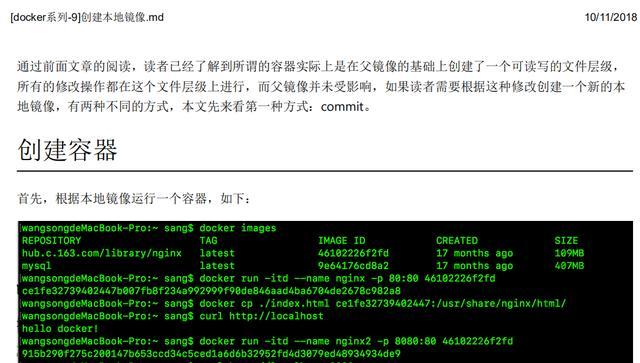 [docker系列-9]创建本地镜像.md 10/11/2018
通过前面文章的阅读，读者已经了解到所谓的容器实际上是在父镜像的基础上创建了一个可读写的文件层级，
所有的修改操作都在这个文件层级上进行，而父镜像并未受影响，如果读者需要根据这种修改创建一个新的本
地镜像，有两种不同的方式，本文先来看第一种方式：commit。
创建容器
首先，根据本地镜像运行一个容器，如下：
wangsongdeMacBook-Pro:~ sang$ docker images
REPOSITORY TAG IMAGE ID CREATED SIZE
hub.c.163.com/library/nginx latest 46102226f2fd 17 months ago 109MB
mysql latest 9e64176cd8a2 17 months ago 407MB
wangsongdeMacBook-Pro:~ sang$ docker run -itd --name nginx -p 80:80 46102226f2fd
ce1fe32739402447b007fb8f234a992999f90de846aad4ba6704de2678c982a8
wangsongdeMacBook-Pro:~ sang$ docker cp ./index.html ce1fe32739402447:/usr/share/nginx/html/
wangsongdeMacBook-Pro:~ sang$ curl http://localhost
hello docker!
wangsongdeMacBook-Pro:~ sang$ docker run -itd --name nginx2 -p 8080:80 46102226f2fd
915b290f275c200147b653ccd34c5ced1a6d6b32952fd4d3079ed48934934de9